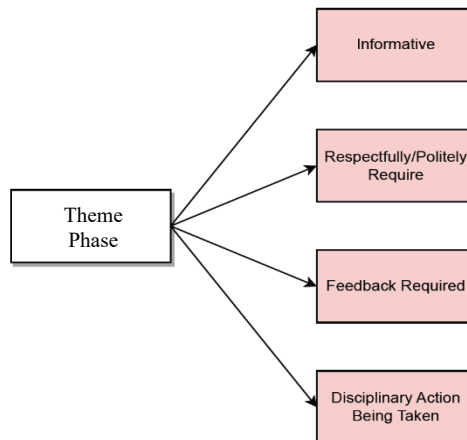 Informative
Respectfully/Politely
Require
Theme
Phase
Feedback Required
Disciplinary Action
Being Taken